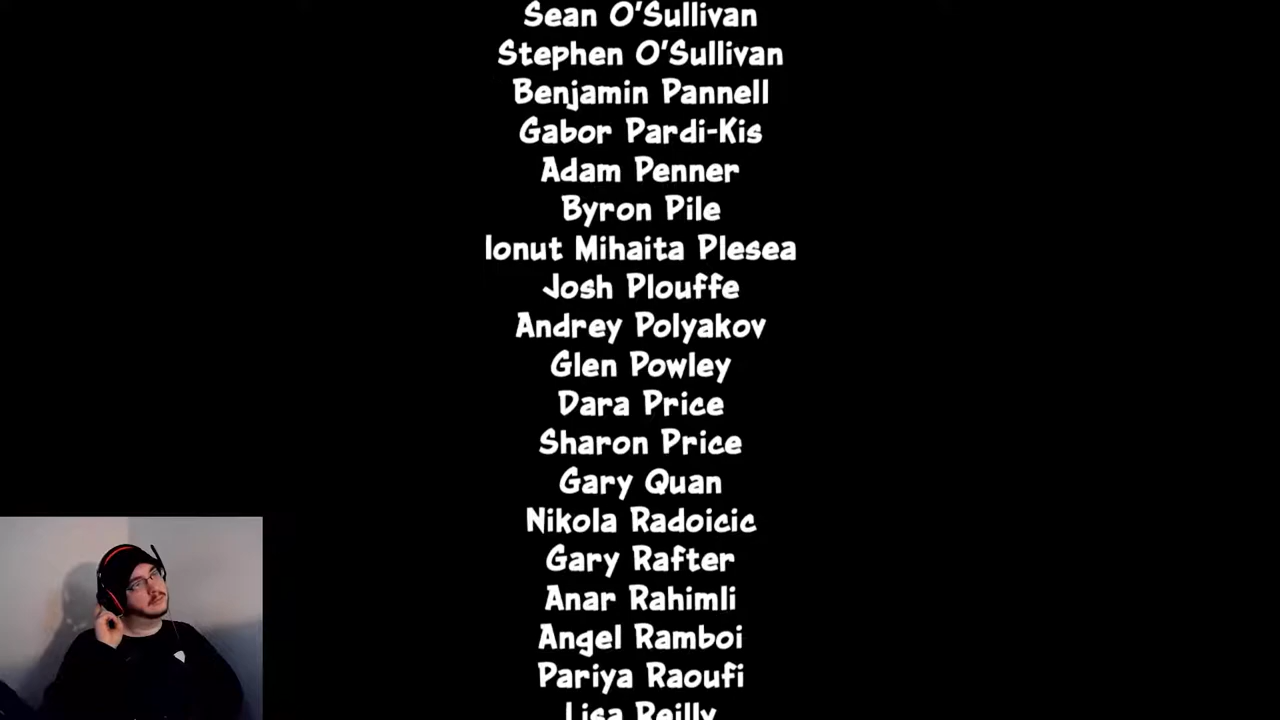 Sean O'Sullivan
Stephen O'Sullivan
Benjamin Pannell
Gabor Pardi-Kis
Adam Penner
Byron Pile
Ionut Mihaita Plesea
Josh Plouffe
Andrey Polyakov
Glen Powley
Dara Price
Sharon Price
Gary Quan
Nikola Radoicic
Gary Rafter
Anar Rahimli
Angel Ramboi
Pariya Raoufi
Lisa Reilly